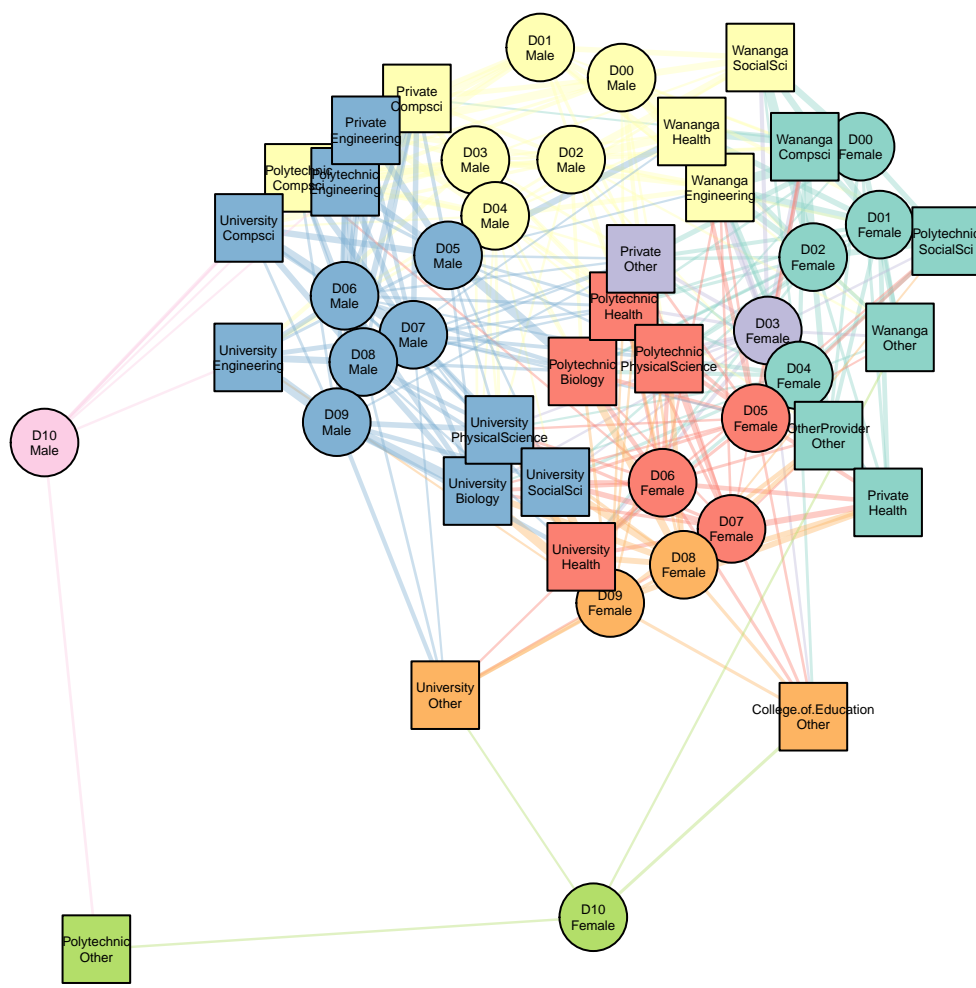 D01
Male
D00
Male
Wananga
SocialSci
Private
Compsci
Private
Engineering
Wananga
Health
Wananga
Compsci
D00
Female
D03
Male
D02
Male
Polytechnic
Compsci
Polytechnic
Engineering
Wananga
Engineering
D04
Male
University
Compsci
D05
Male
D01
Female
Polytechnic
SocialSci
D02
Female
Private
Other
D06
Male
Polytechnic
Health
D03
Female
Wananga
Other
D07
Male
University
Engineering
D08
Male
Polytechnic
Biology
Polytechnic
PhysicalScience
D04
Female
D09
Male
D05
Female
University
PhysicalScience
OtherProvider
Other
D10
Male
University
Biology
University
SocialSci
D06
Female
Private
Health
D07
Female
University
Health
D08
Female
D09
Female
University
Other
College.of.Education
Other
D10
Female
Polytechnic
Other